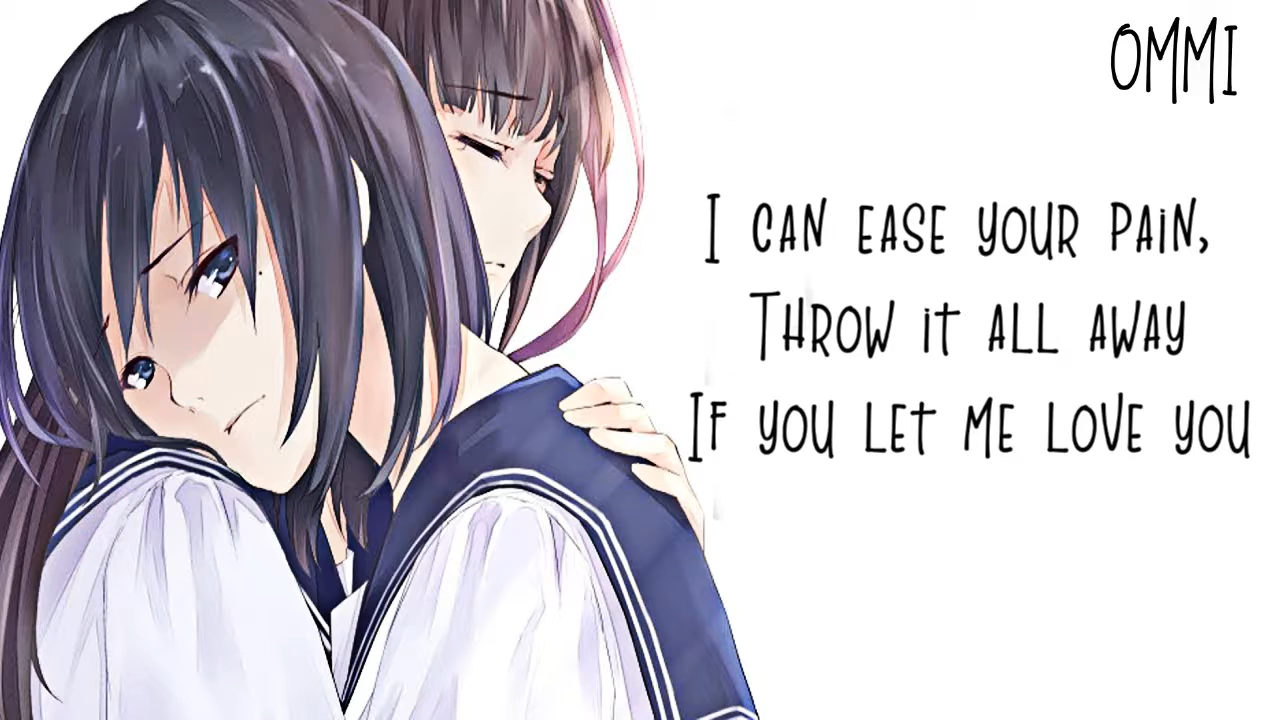 OMMI
I CAN EASE YOUR PAIN,
THROW IT ALL AWAY
IF YOU LET ME LOVE YOU